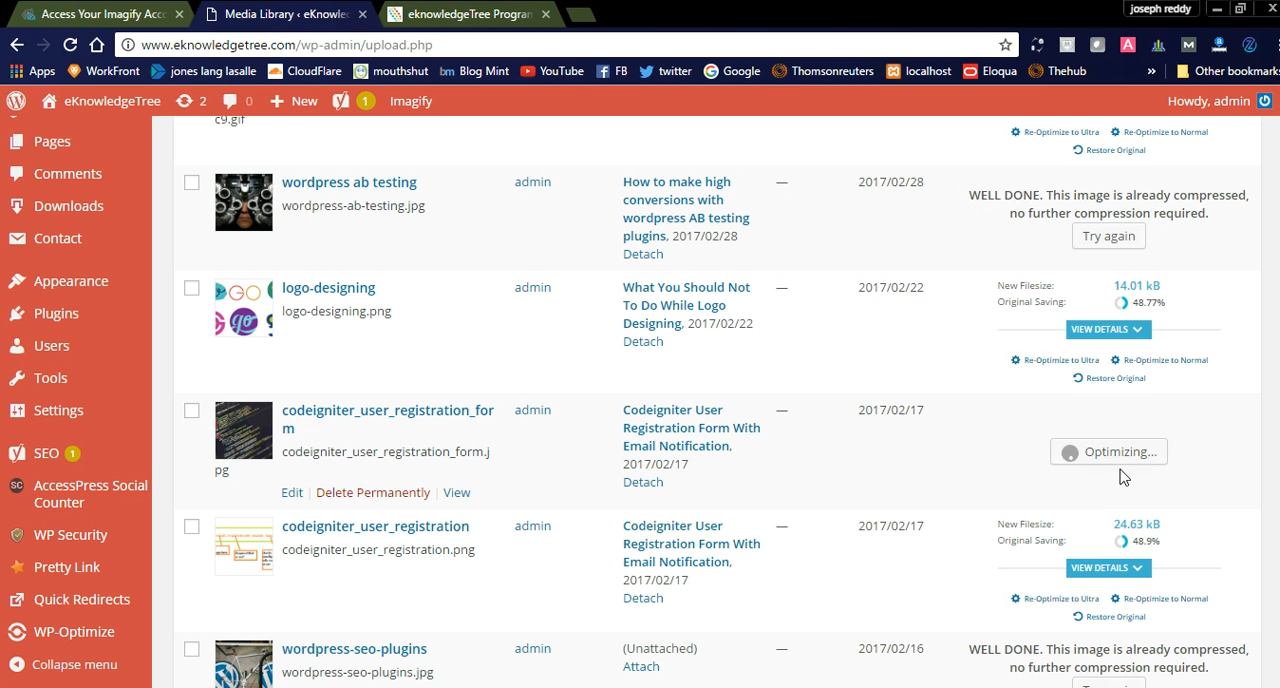 joseph reddy
Access Your Imagify Acco
Media Library ‹ eKnowled
eknowledgeTree Program
www.eknowledgetree.com/wp-admin/upload.php
Apps
WorkFront
jones lang lasalle
CloudFlare
mouthshut
bm Blog Mint
YouTube
FB
twitter
Google
Thomsonreuters
localhost
Eloqua
Thehub
»
Other bookmarks
eKnowledgeTree
2
0
+ New
1
Imagify
Howdy, admin
Pages
Comments
Downloads
Contact
Appearance
Plugins
Users
Tools
Settings
SEO 1
AccessPress Social
Counter
WP Security
Pretty Link
Quick Redirects
WP-Optimize
Collapse menu
c9.gif
Re-Optimize to Ultra
Re-Optimize to Normal
Restore Original
wordpress ab testing
wordpress-ab-testing.jpg
admin
How to make high
conversions with
wordpress AB testing
plugins, 2017/02/28
Detach
—
2017/02/28
WELL DONE. This image is already compressed,
no further compression required.
Try again
logo-designing
logo-designing.png
admin
What You Should Not
To Do While Logo
Designing, 2017/02/22
Detach
—
2017/02/22
New Filesize: 14.01 kB
Original Saving: 48.77%
VIEW DETAILS
Re-Optimize to Ultra
Re-Optimize to Normal
Restore Original
codeigniter_user_registration_for
m
codeigniter_user_registration_form.j
pg
Edit | Delete Permanently | View
admin
Codeigniter User
Registration Form With
Email Notification,
2017/02/17
Detach
—
2017/02/17
Optimizing...
codeigniter_user_registration
codeigniter_user_registration.png
admin
Codeigniter User
Registration Form With
Email Notification,
2017/02/17
Detach
—
2017/02/17
New Filesize: 24.63 kB
Original Saving: 48.9%
VIEW DETAILS
Re-Optimize to Ultra
Re-Optimize to Normal
Restore Original
wordpress-seo-plugins
wordpress-seo-plugins.jpg
admin
(Unattached)
Attach
—
2017/02/16
WELL DONE. This image is already compressed,
no further compression required.